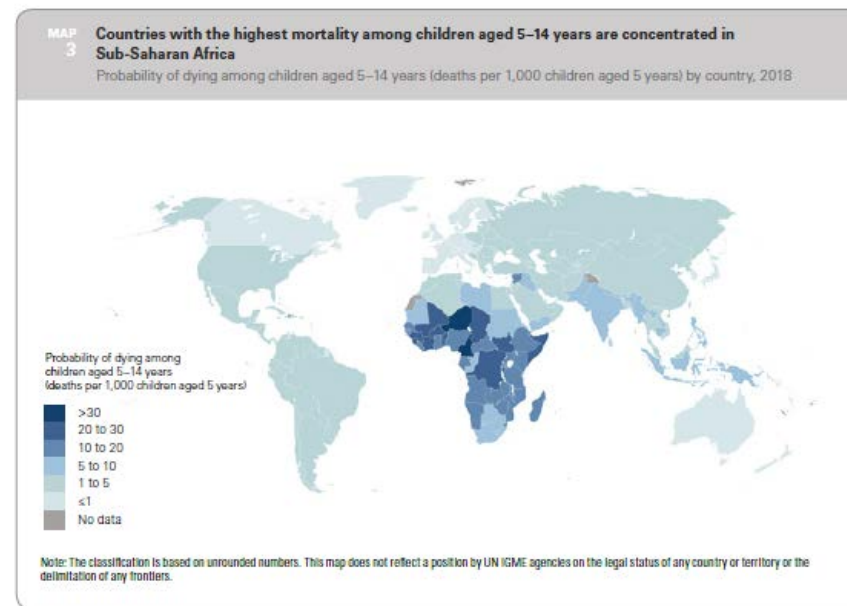 MAP
3
Countries with the highest mortality among children aged 5–14 years are concentrated in
Sub-Saharan Africa
Probability of dying among children aged 5–14 years (deaths per 1,000 children aged 5 years) by country, 2018
Probability of dying among
children aged 5–14 years
(deaths per 1,000 children aged 5 years)
>30
20 to 30
10 to 20
5 to 10
1 to 5
≤1
No data
Note: The classification is based on unrounded numbers. This map does not reflect a position by UN IGME agencies on the legal status of any country or territory or the
delimitation of any frontiers.